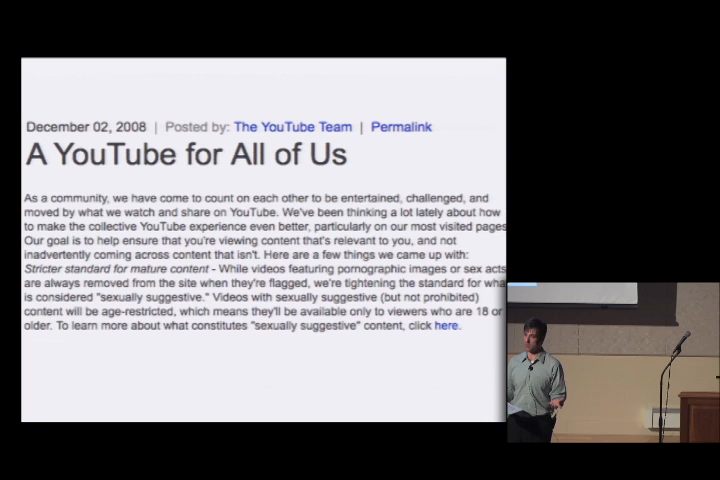 December 02, 2008 | Posted by: The YouTube Team | Permalink
A YouTube for All of Us
As a community, we have come to count on each other to be entertained, challenged, and
moved by what we watch and share on YouTube. We've been thinking a lot lately about how
to make the collective YouTube experience even better, particularly on our most visited pages
Our goal is to help ensure that you're viewing content that's relevant to you, and not
inadvertently coming across content that isn't. Here are a few things we came up with:
Stricter standard for mature content - While videos featuring pornographic images or sex acts
are always removed from the site when they're flagged, we're tightening the standard for wha
is considered "sexually suggestive." Videos with sexually suggestive (but not prohibited)
content will be age-restricted, which means they'll be available only to viewers who are 18 or
older. To learn more about what constitutes "sexually suggestive" content, click here.